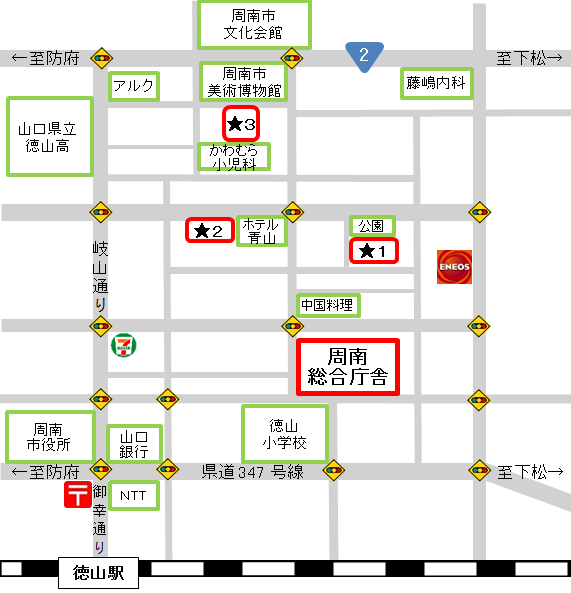 周南市
文化会館
←至防府
2
至下松→
アルク
周南市
美術博物館
藤嶋内科
山口県立
徳山高
★3
かわむら
小児科
岐山通り
★2
ホテル
青山
公園
★1
ENEOS
中国料理
7
周南
総合庁舎
周南
市役所
山口
銀行
徳山
小学校
←至防府
県道347号線
至下松→
〒
御幸通り
NTT
徳山駅